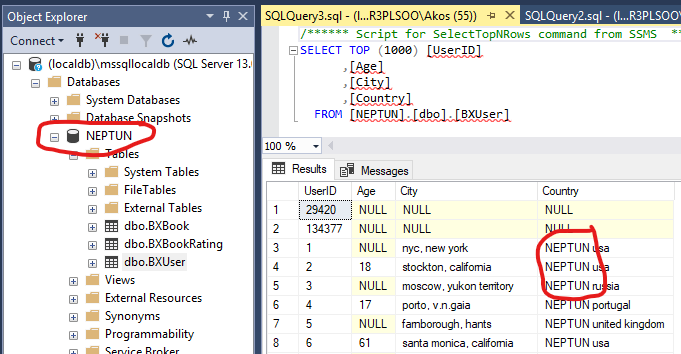 Object Explorer
Connect
(localdb)\mssqllocaldb (SQL Server 13.
Databases
System Databases
Database Snapshots
NEPTUN
Tables
System Tables
FileTables
External Tables
dbo.BXBook
dbo.BXBookRating
dbo.BXUser
Views
External Resources
Synonyms
Programmability
Service Broker
SQLQuery3.sql - (l...R3PLSOO\Akos (55))
SQLQuery2.sql - (l...R3P
/****** Script for SelectTopNRows command from SSMS **
SELECT TOP (1000) [UserID]
,[Age]
,[City]
,[Country]
FROM [NEPTUN].[dbo].[BXUser]
100 %
Results Messages
UserID Age City Country
1 29420 NULL NULL NULL
2 134377 NULL NULL NULL
3 1 NULL nyc, new york NEPTUN usa
4 2 18 stockton, california NEPTUN usa
5 3 NULL moscow, yukon territory NEPTUN russia
6 4 17 porto, v.n.gaia NEPTUN portugal
7 5 NULL farnborough, hants NEPTUN united kingdom
8 6 61 santa monica, california NEPTUN usa